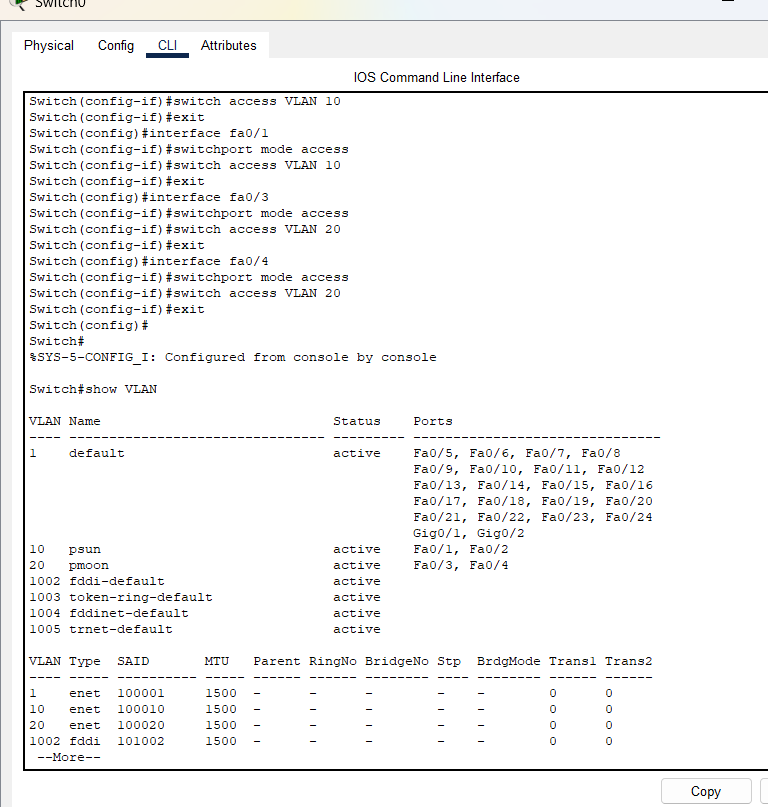 Switch0
Physical Config CLI Attributes
IOS Command Line Interface
Switch(config-if)#switch access VLAN 10
Switch(config-if)#exit
Switch(config)#interface fa0/1
Switch(config-if)#switchport mode access
Switch(config-if)#switch access VLAN 10
Switch(config-if)#exit
Switch(config)#interface fa0/3
Switch(config-if)#switchport mode access
Switch(config-if)#switch access VLAN 20
Switch(config-if)#exit
Switch(config)#interface fa0/4
Switch(config-if)#switchport mode access
Switch(config-if)#switch access VLAN 20
Switch(config-if)#exit
Switch(config)#
Switch#
%SYS-5-CONFIG_I: Configured from console by console
Switch#show VLAN
VLAN Name                             Status    Ports
---- -------------------------------- --------- -------------------------------
1    default                          active    Fa0/5, Fa0/6, Fa0/7, Fa0/8
                                                Fa0/9, Fa0/10, Fa0/11, Fa0/12
                                                Fa0/13, Fa0/14, Fa0/15, Fa0/16
                                                Fa0/17, Fa0/18, Fa0/19, Fa0/20
                                                Fa0/21, Fa0/22, Fa0/23, Fa0/24
                                                Gig0/1, Gig0/2
10   psun                             active    Fa0/1, Fa0/2
20   pmoon                            active    Fa0/3, Fa0/4
1002 fddi-default                     active
1003 token-ring-default               active
1004 fddinet-default                  active
1005 trnet-default                    active
VLAN Type  SAID       MTU   Parent RingNo BridgeNo Stp  BrdgMode Trans1 Trans2
---- ----- ---------- ----- ------ ------ -------- ---- -------- ------ ------
1    enet  100001     1500  -      -      -        -    -        0      0
10   enet  100010     1500  -      -      -        -    -        0      0
20   enet  100020     1500  -      -      -        -    -        0      0
1002 fddi  101002     1500  -      -      -        -    -        0      0
--More--
Copy